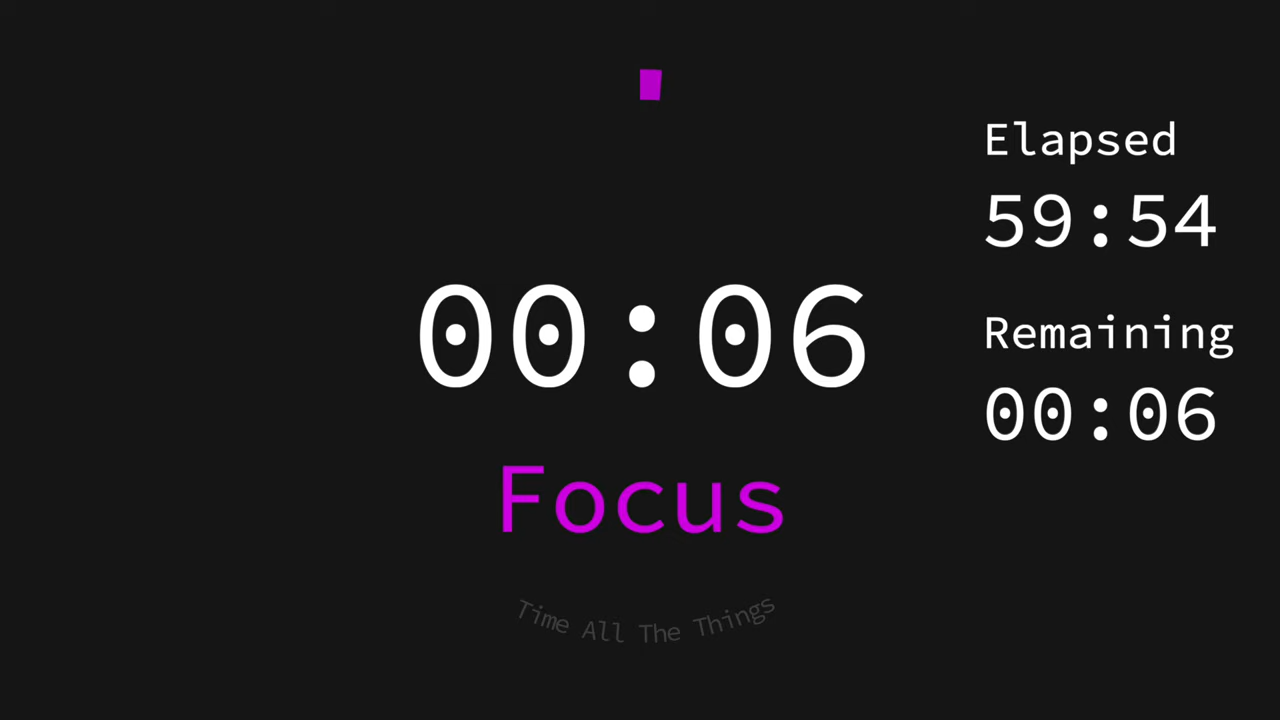 Elapsed
59:54
00:06
Remaining
00:06
Focus
Time All The Things